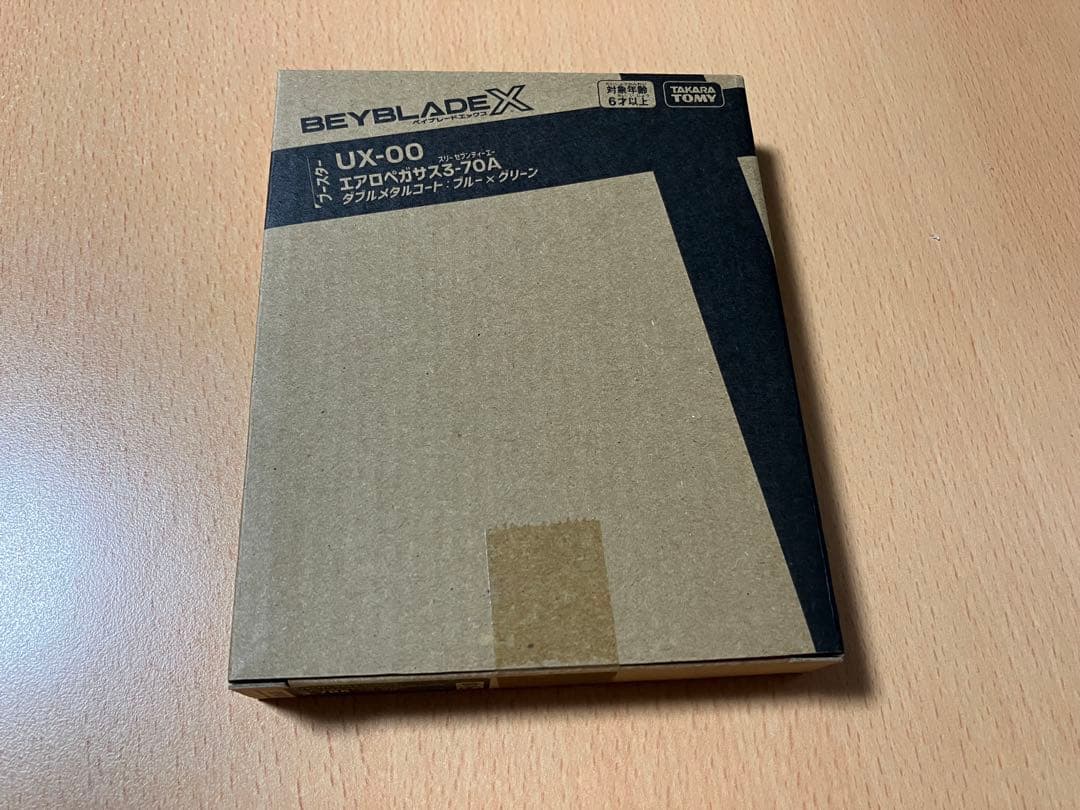 BEYBLADE X
ベイブレードエックス
対象年齢
6才以上
TAKARA
TOMY
ブースター
UX-00
スリーセブンティーエー
エアロペガサス3-70A
ダブルメタルコート:ブルー×グリーン